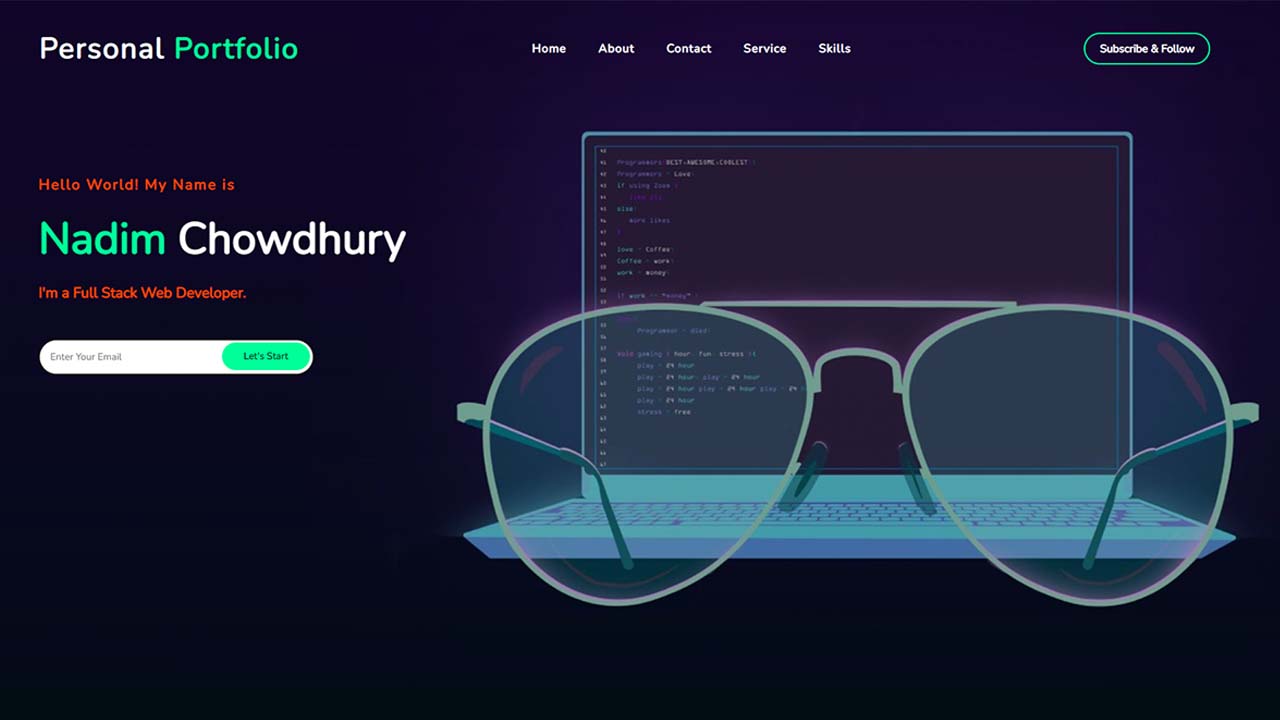 Personal Portfolio
Home About Contact Service Skills
Subscribe & Follow
Hello World! My Name is
Nadim Chowdhury
I'm a Full Stack Web Developer.
Enter Your Email Let's Start
Programmers(BEST+AWESOME+COOLEST)
Programmers = Love;
if using Zoom
else:
more likes
love = Coffee;
Coffee = work;
work = money;
if work == "money"
Programmer = died;
Void gaming ( hour, fun, stress ){
play = 24 hour
play = 24 hour; play = 24 hour
play = 24 hour play = 24 hour play = 24
play = 24 hour
stress = free